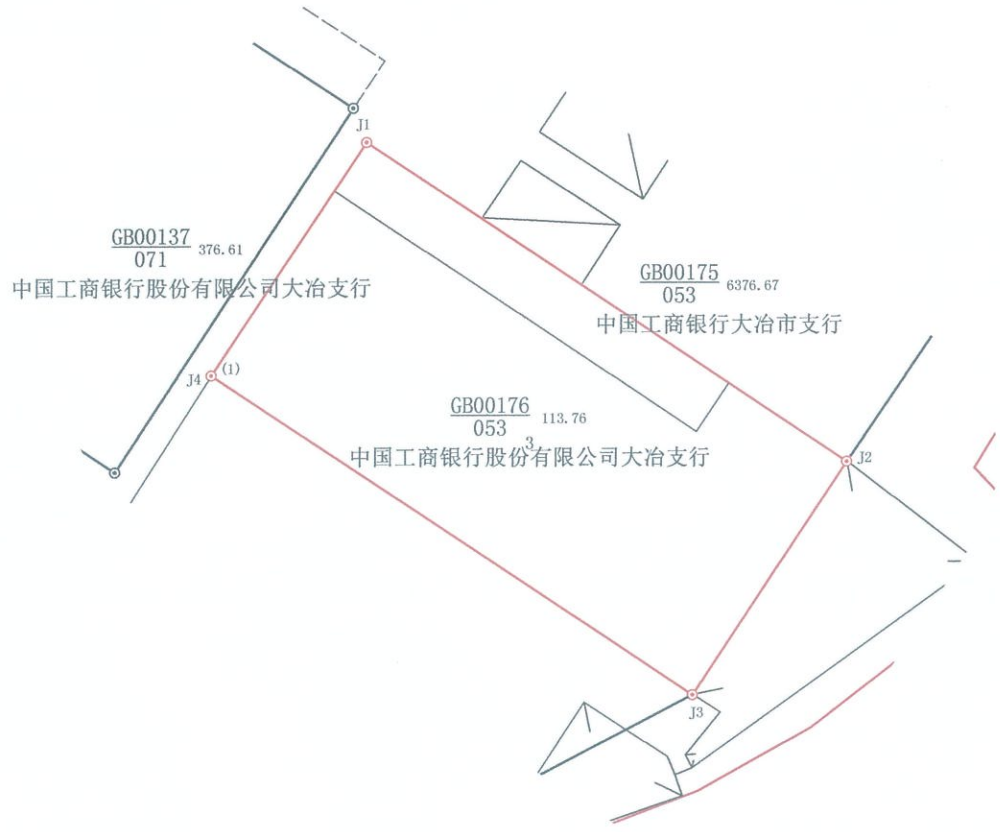 J1
GB00137 376.61
071
中国工商银行股份有限公司大冶支行
GB00175 6376.67
053
中国工商银行大冶市支行
J4 (1)
GB00176 113.76
053
3
中国工商银行股份有限公司大冶支行
J2
J3